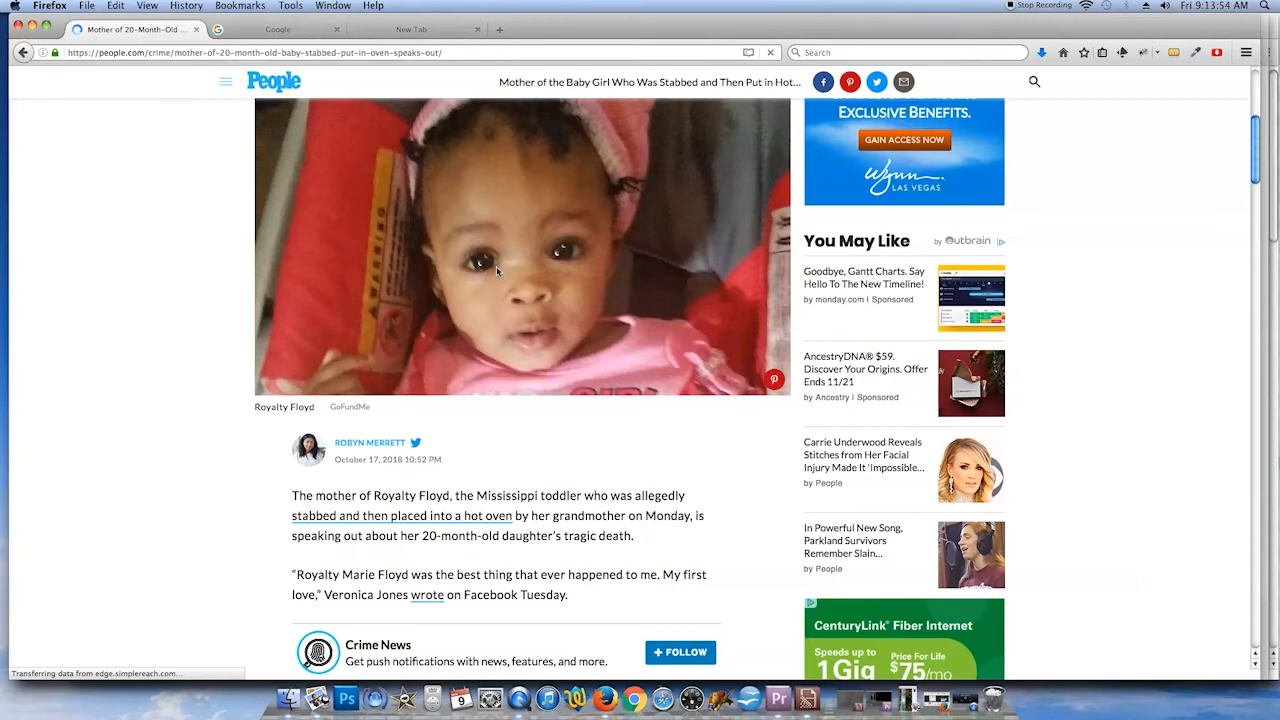 Firefox File Edit View History Bookmarks Tools Window Help Stop Recording Fri 9:13:54 AM
Mother of 20-Month-Old ... Google New Tab
https://people.com/crime/mother-of-20-month-old-baby-stabbed-put-in-oven-speaks-out/ Search
People Mother of the Baby Girl Who Was Stabbed and Then Put in Hot...
EXCLUSIVE BENEFITS.
GAIN ACCESS NOW
Wynn
LAS VEGAS
WARNING
Royalty Floyd GoFundMe
ROBYN MERRETT
October 17, 2018 10:52 PM
The mother of Royalty Floyd, the Mississippi toddler who was allegedly
stabbed and then placed into a hot oven by her grandmother on Monday, is
speaking out about her 20-month-old daughter's tragic death.
“Royalty Marie Floyd was the best thing that ever happened to me. My first
love,” Veronica Jones wrote on Facebook Tuesday.
Crime News
Get push notifications with news, features, and more.
+ FOLLOW
You May Like by Outbrain
Goodbye, Gantt Charts. Say
Hello To The New Timeline!
by monday.com | Sponsored
AncestryDNA® $59.
Discover Your Origins. Offer
Ends 11/21
by Ancestry | Sponsored
Carrie Underwood Reveals
Stitches from Her Facial
Injury Made It 'Impossible...
by People
In Powerful New Song,
Parkland Survivors
Remember Slain...
by People
CenturyLink® Fiber Internet
Speeds up to
1Gig
Price For Life
$75/mo
Transferring data from edge.simplereach.com...
9
Ps
Pr